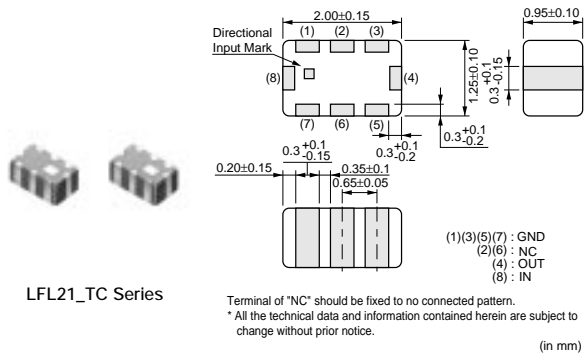 2.00±0.15
0.95±0.10
(1) (2) (3)
Directional
Input Mark
(8)
(4)
1.25±0.10
0.3 +0.1 -0.15
(7) (6) (5)
0.3 +0.1 -0.2
0.3 +0.1 -0.2
0.3 +0.1 -0.15
0.20±0.15
0.35±0.1
0.65±0.05
(1)(3)(5)(7) : GND
(2)(6) : NC
(4) : OUT
(8) : IN
LFL21_TC Series
Terminal of "NC" should be fixed to no connected pattern.
* All the technical data and information contained herein are subject to
change without prior notice.
(in mm)